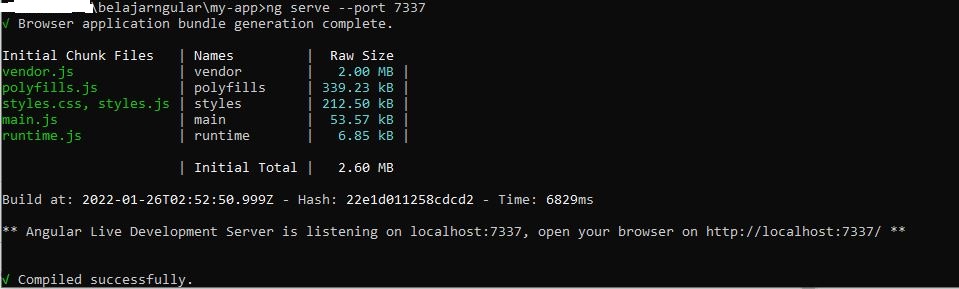 \belajarngular\my-app>ng serve --port 7337
√ Browser application bundle generation complete.
Initial Chunk Files | Names | Raw Size
vendor.js | vendor | 2.00 MB |
polyfills.js | polyfills | 339.23 kB |
styles.css, styles.js | styles | 212.50 kB |
main.js | main | 53.57 kB |
runtime.js | runtime | 6.85 kB |
| Initial Total | 2.60 MB
Build at: 2022-01-26T02:52:50.999Z - Hash: 22e1d011258cdcd2 - Time: 6829ms
** Angular Live Development Server is listening on localhost:7337, open your browser on http://localhost:7337/ **
√ Compiled successfully.